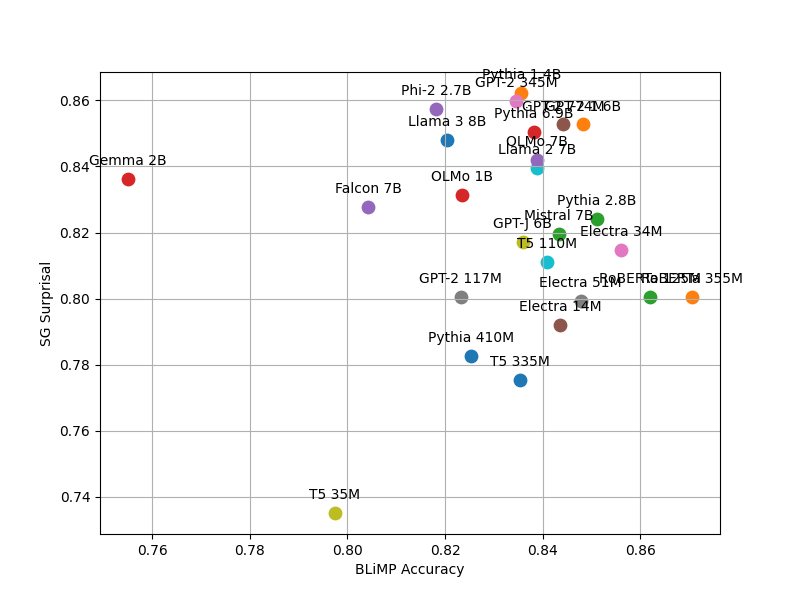 Pythia 1.4B
GPT-2 345M
Phi-2 2.7B
GPT-2 774M
GPT-2 1.6B
Pythia 6.9B
Llama 3 8B
OLMo 7B
Llama 2 7B
Gemma 2B
OLMo 1B
Falcon 7B
Pythia 2.8B
Mistral 7B
GPT-J 6B
Electra 34M
T5 110M
GPT-2 117M
RoBERTa 125M
RoBERTa 355M
Electra 51M
Electra 14M
Pythia 410M
T5 335M
T5 35M
0.86
0.84
0.82
0.80
0.78
0.76
0.74
SG Surprisal
0.76 0.78 0.80 0.82 0.84 0.86
BLiMP Accuracy